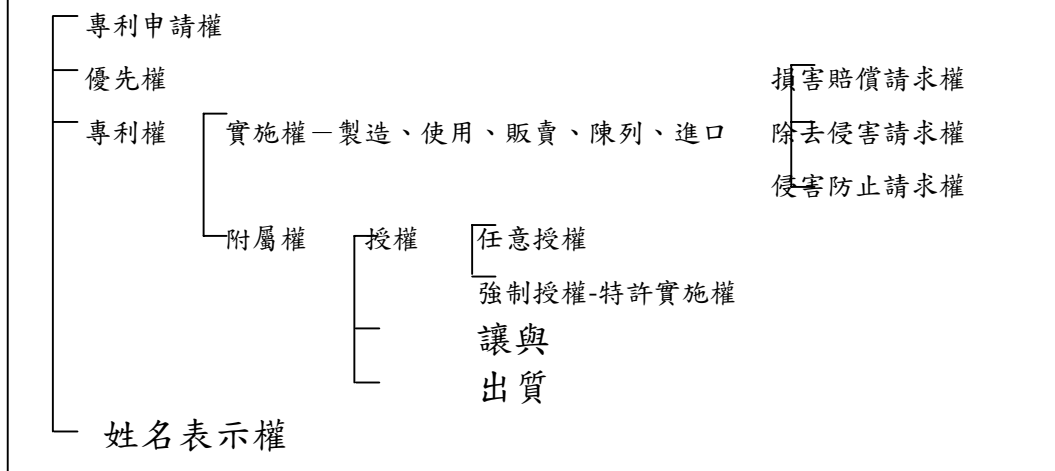 專利申請權
優先權 損害賠償請求權
專利權 實施權－製造、使用、販賣、陳列、進口 除去侵害請求權
侵害防止請求權
附屬權 授權 任意授權
強制授權-特許實施權
讓與
出質
姓名表示權